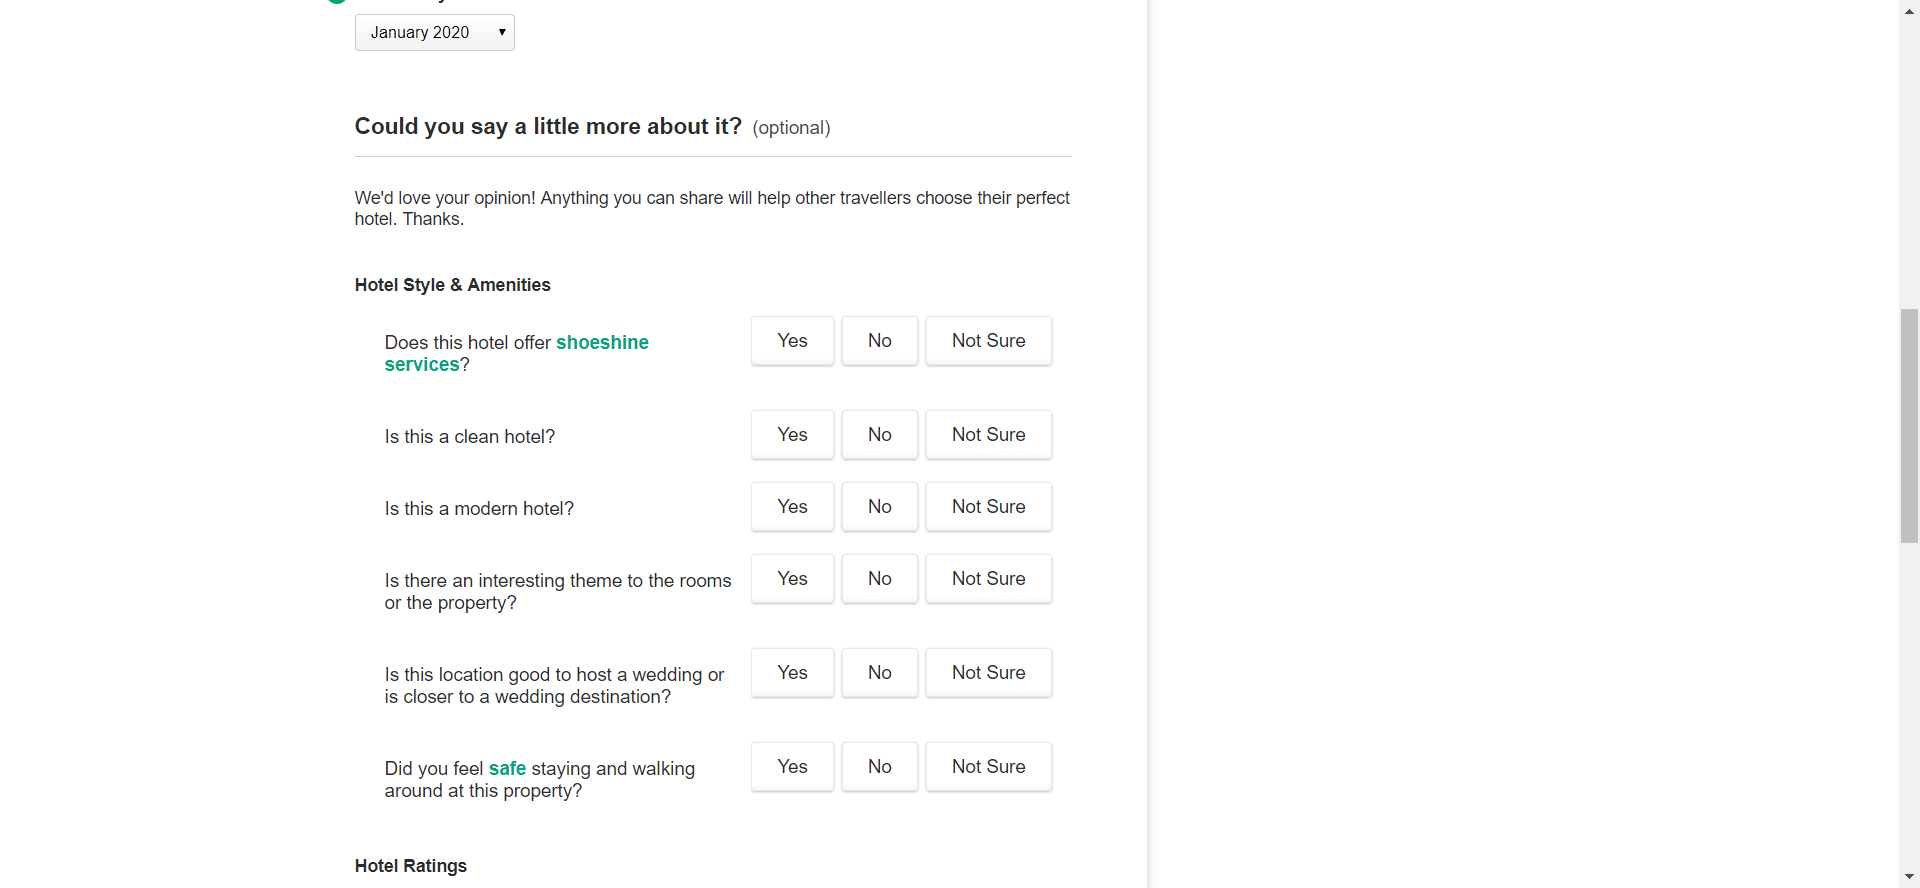 January 2020
Could you say a little more about it? (optional)
We'd love your opinion! Anything you can share will help other travellers choose their perfect
hotel. Thanks.
Hotel Style & Amenities
Does this hotel offer shoeshine
services?
Yes No Not Sure
Is this a clean hotel?
Yes No Not Sure
Is this a modern hotel?
Yes No Not Sure
Is there an interesting theme to the rooms
or the property?
Yes No Not Sure
Is this location good to host a wedding or
is closer to a wedding destination?
Yes No Not Sure
Did you feel safe staying and walking
around at this property?
Yes No Not Sure
Hotel Ratings